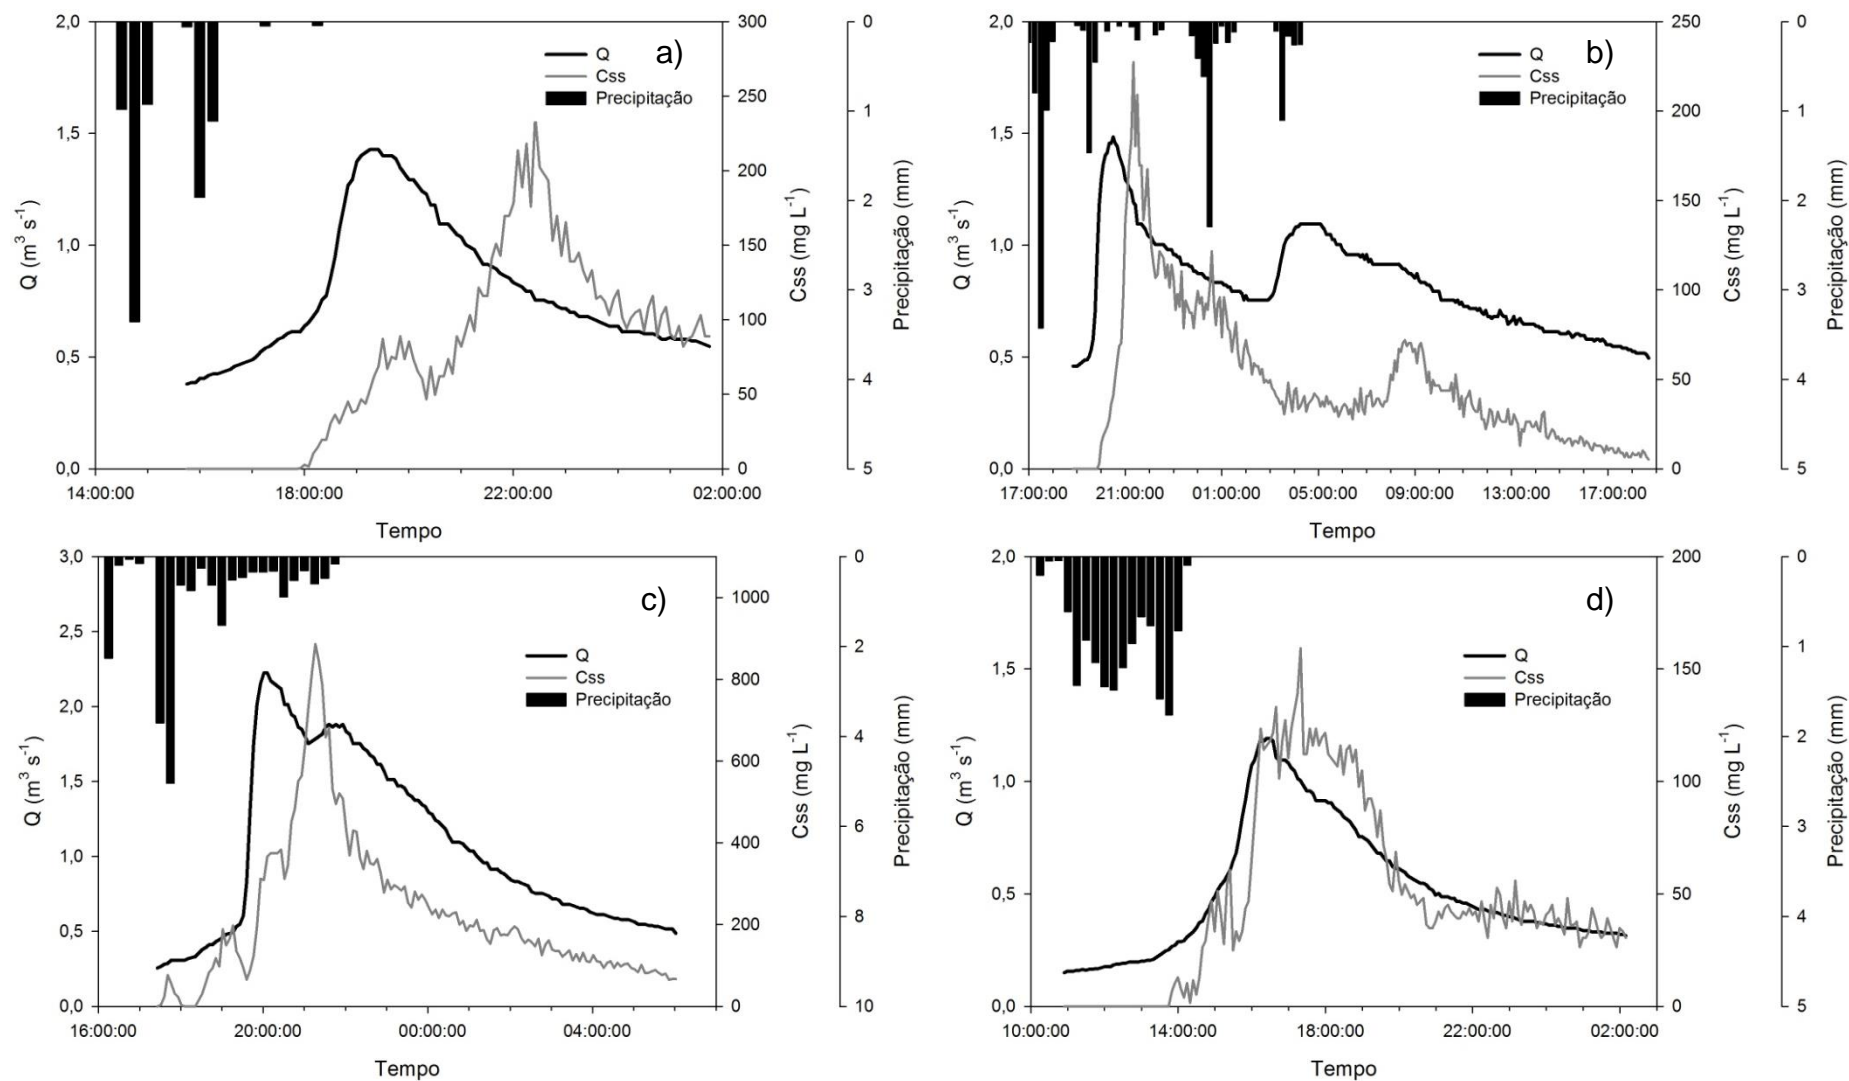 a)
2,0 300 0
Q
Css
Precipitação
250
1,5 200 1
Q (m³ s⁻¹) Css (mg L⁻¹) Precipitação (mm)
2
1,0 150
3
100
0,5 4
50
0,0 0 5
14:00:00 18:00:00 22:00:00 02:00:00
Tempo
b)
2,0 250 0
Q
Css
Precipitação
200 1
1,5
Q (m³ s⁻¹) Css (mg L⁻¹) Precipitação (mm)
150 2
1,0
100 3
0,5
50 4
0,0 0 5
17:00:00 21:00:00 01:00:00 05:00:00 09:00:00 13:00:00 17:00:00
Tempo
c)
3,0 0
1000
2,5
2
Q
Css
Precipitação
800
2,0
4
Q (m³ s⁻¹) Css (mg L⁻¹) Precipitação (mm)
600
1,5
6
400
1,0
8
200
0,5
0,0 0 10
16:00:00 20:00:00 00:00:00 04:00:00
Tempo
d)
2,0 200 0
1
Q
Css
Precipitação
1,5 150
2
Q (m³ s⁻¹) Css (mg L⁻¹) Precipitação (mm)
1,0 100
3
0,5 50
4
0,0 0 5
10:00:00 14:00:00 18:00:00 22:00:00 02:00:00
Tempo